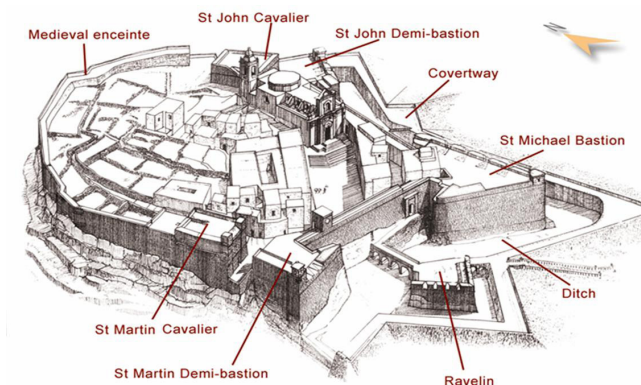 St John Cavalier
Medieval enceinte
St John Demi-bastion
Covertway
St Michael Bastion
Ditch
St Martin Cavalier
St Martin Demi-bastion
Ravelin